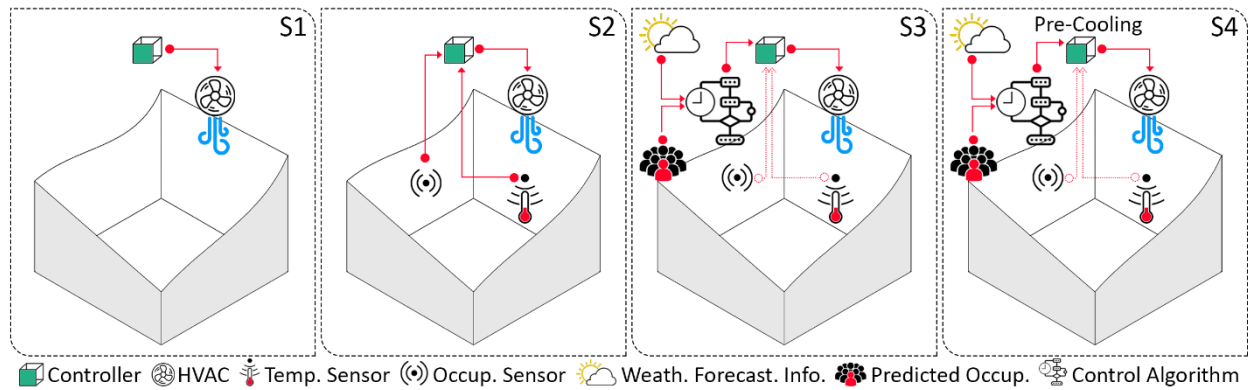 S1
S2
S3
S4
Pre-Cooling
Controller
HVAC
Temp. Sensor
Occup. Sensor
Weath. Forecast. Info.
Predicted Occup.
Control Algorithm